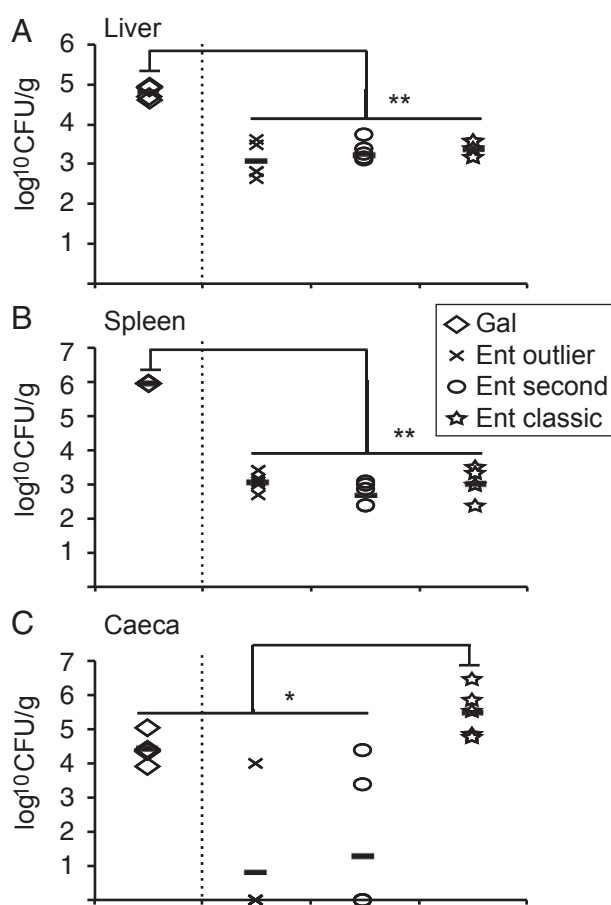 A Liver
6
5
4
3
2
1
log10CFU/g
**
B Spleen
7
6
5
4
3
2
1
log10CFU/g
**
Gal
Ent outlier
Ent second
Ent classic
C Caeca
7
6
5
4
3
2
1
log10CFU/g
*